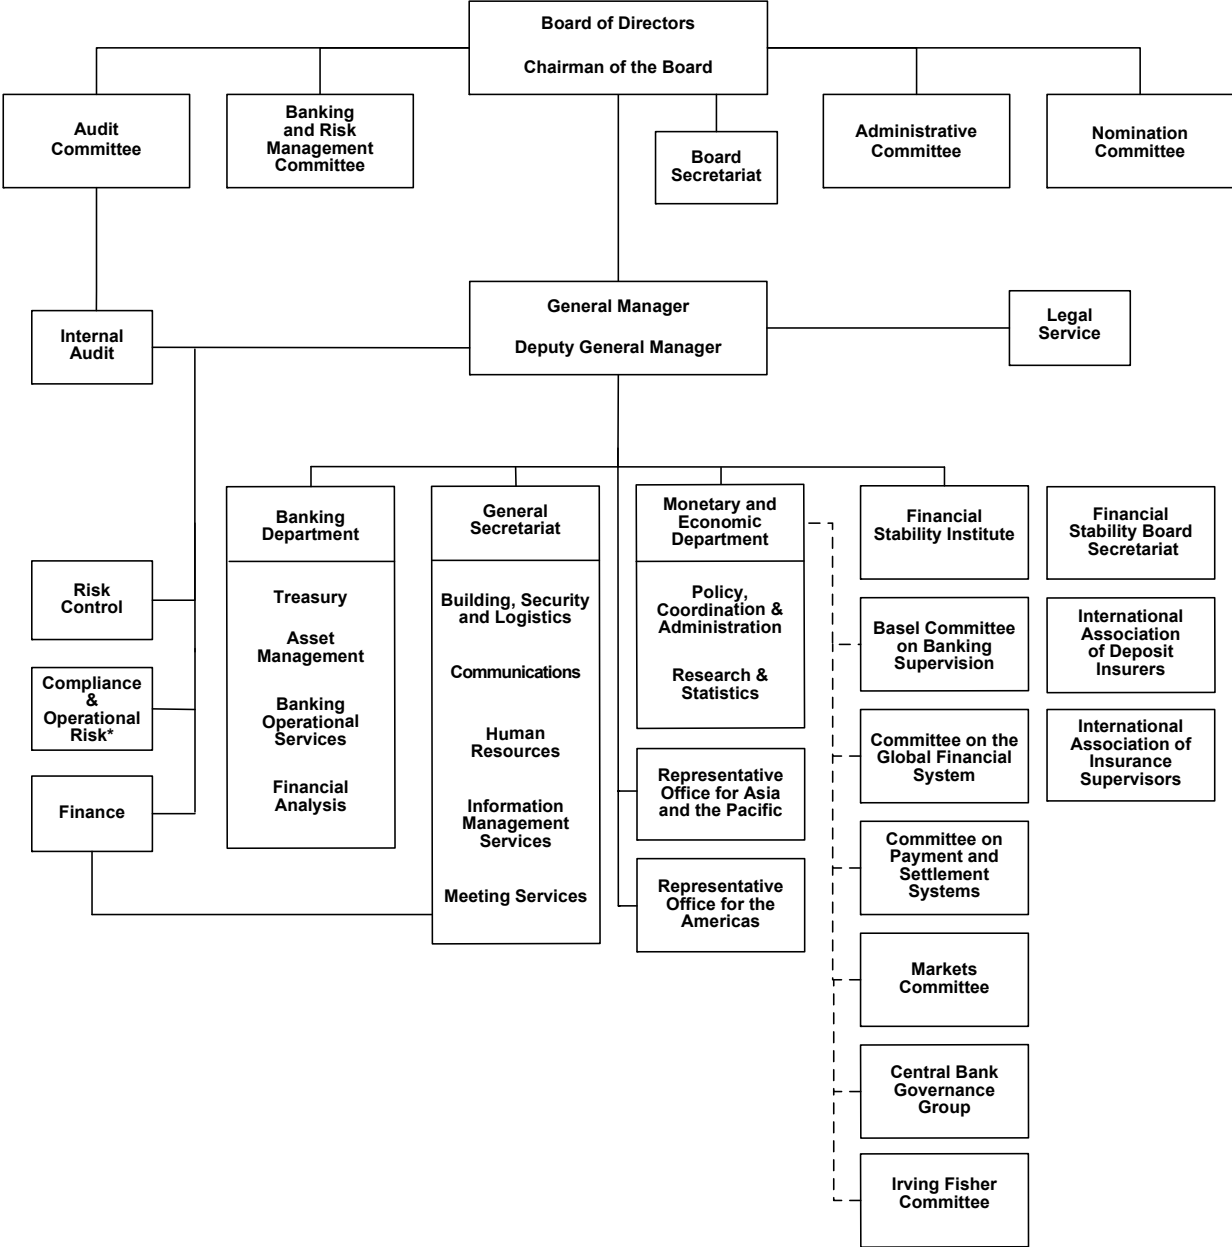 Board of Directors
Chairman of the Board
Audit
Committee
Banking
and Risk
Management
Committee
Board
Secretariat
Administrative
Committee
Nomination
Committee
General Manager
Deputy General Manager
Internal
Audit
Legal
Service
Risk
Control
Compliance
&
Operational
Risk*
Finance
Banking
Department
Treasury
Asset
Management
Banking
Operational
Services
Financial
Analysis
General
Secretariat
Building, Security
and Logistics
Communications
Human
Resources
Information
Management
Services
Meeting Services
Monetary and
Economic
Department
Policy,
Coordination &
Administration
Research &
Statistics
Representative
Office for Asia
and the Pacific
Representative
Office for the
Americas
Financial
Stability Institute
Basel Committee
on Banking
Supervision
Committee on the
Global Financial
System
Committee on
Payment and
Settlement
Systems
Markets
Committee
Central Bank
Governance
Group
Irving Fisher
Committee
Financial
Stability Board
Secretariat
International
Association
of Deposit
Insurers
International
Association of
Insurance
Supervisors